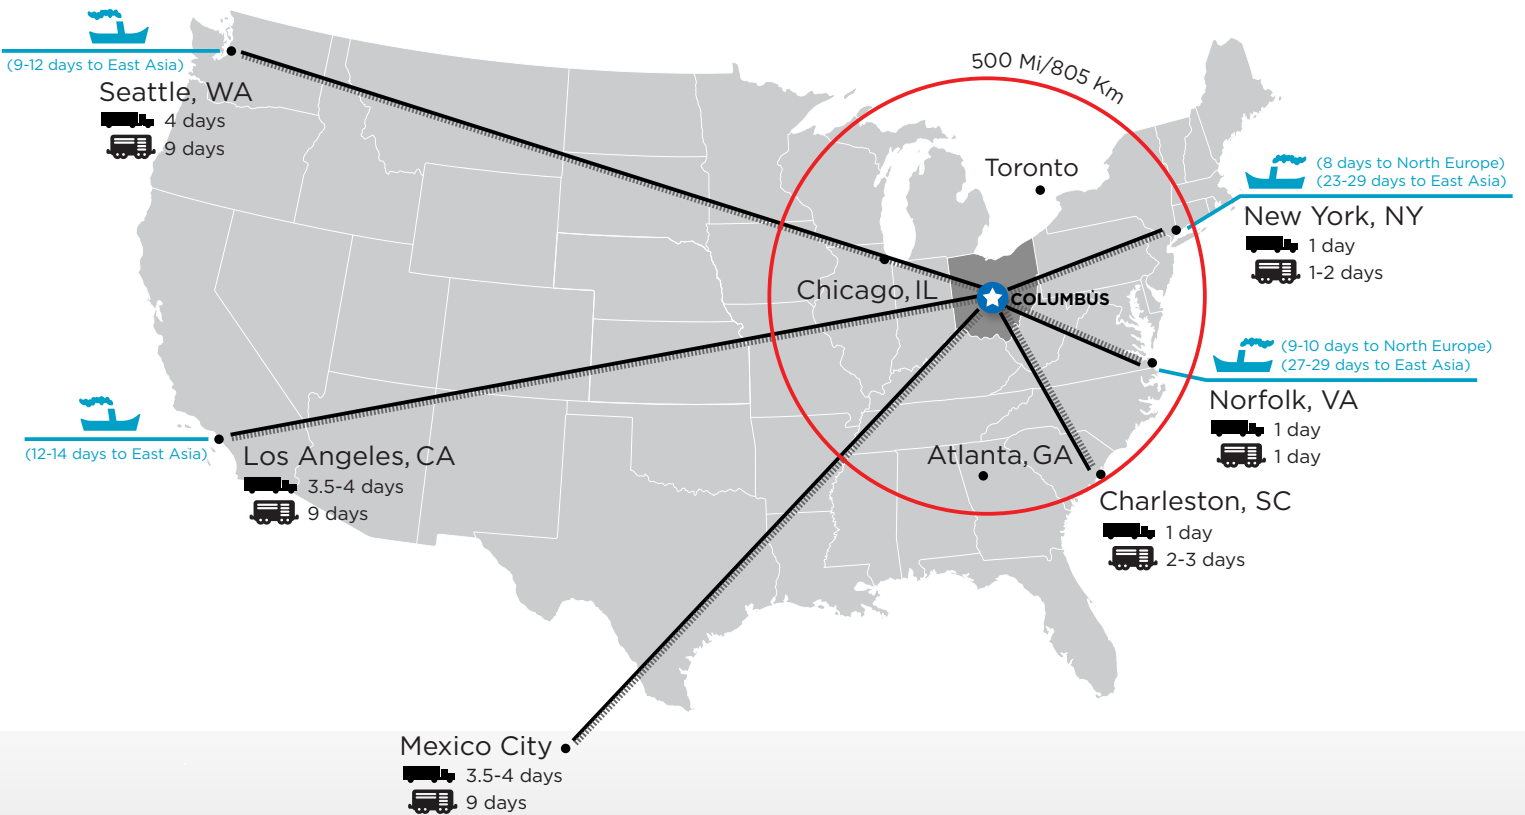 500 Mi/805 Km
(9-12 days to East Asia)
Seattle, WA
4 days
9 days
Toronto
(8 days to North Europe)
(23-29 days to East Asia)
New York, NY
1 day
1-2 days
Chicago, IL
COLUMBUS
(9-10 days to North Europe)
(27-29 days to East Asia)
Norfolk, VA
1 day
1 day
(12-14 days to East Asia)
Los Angeles, CA
3.5-4 days
9 days
Atlanta, GA
Charleston, SC
1 day
2-3 days
Mexico City
3.5-4 days
9 days